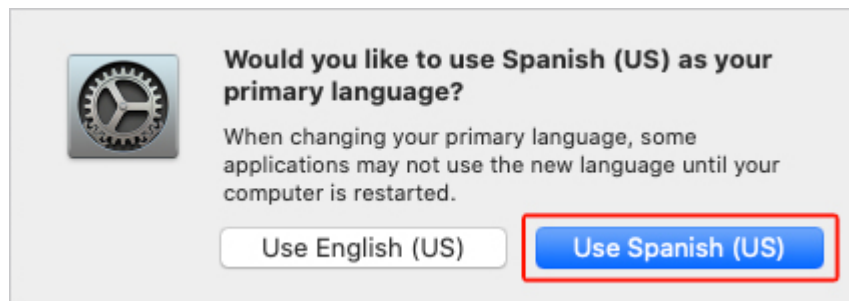 Would you like to use Spanish (US) as your
primary language?
When changing your primary language, some
applications may not use the new language until your
computer is restarted.
Use English (US)
Use Spanish (US)